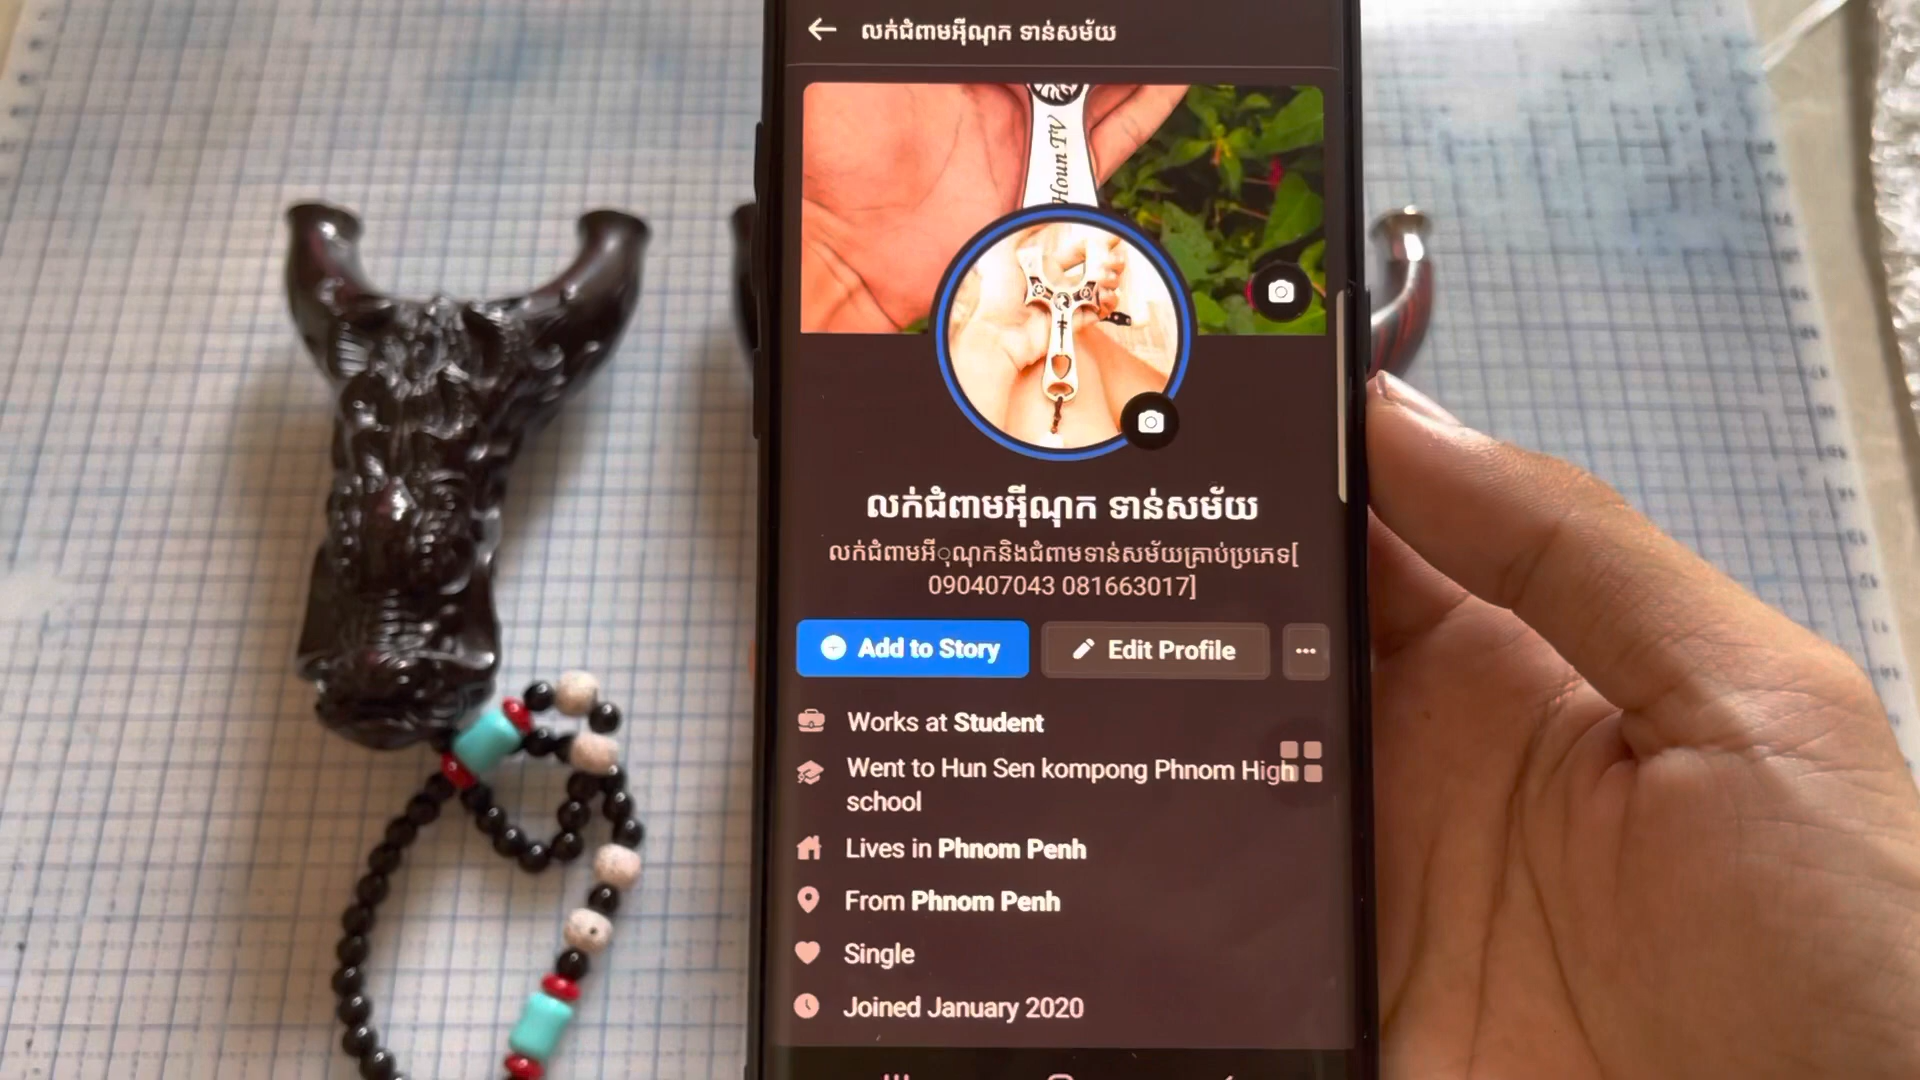 លក់ជំពាមអ៊ីណុក ទាន់សម័យ
Houn TV
លក់ជំពាមអ៊ីណុក ទាន់សម័យ
លក់ជំពាមអី◌ុណុកនិងជំពាមទាន់សម័យគ្រាប់ប្រភេទ[
090407043 081663017]
Add to Story
Edit Profile
Works at Student
Went to Hun Sen kompong Phnom High
school
Lives in Phnom Penh
From Phnom Penh
Single
Joined January 2020